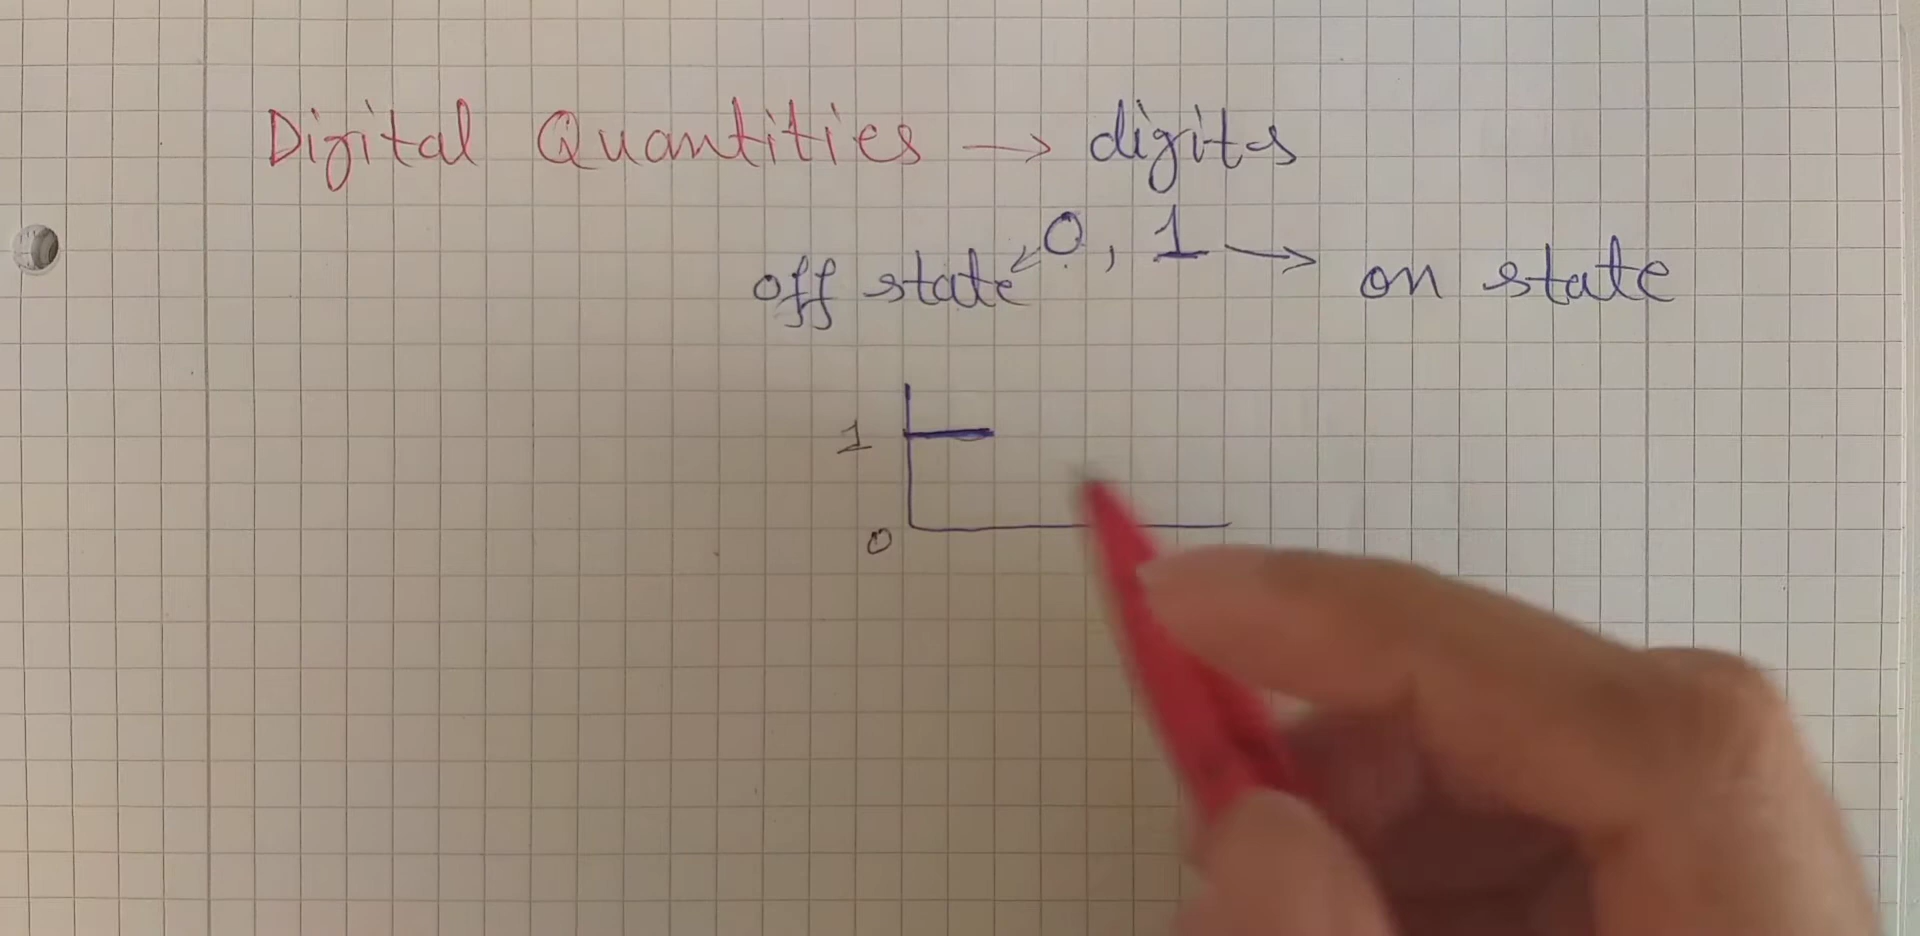 Digital Quantities → digits
0, 1 →
off state ← on state
1
0